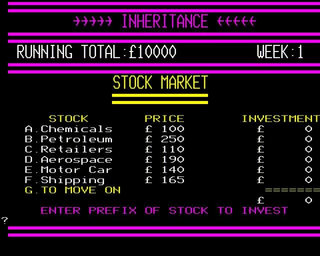 >>>>> INHERITANCE <<<<<
RUNNING TOTAL:£10000 WEEK:1
STOCK MARKET
STOCK PRICE INVESTMENT
A.Chemicals £ 100 £ 0
B.Petroleum £ 250 £ 0
C.Retailers £ 110 £ 0
D.Aerospace £ 190 £ 0
E.Motor Car £ 140 £ 0
F.Shipping £ 165 £ 0
G.TO MOVE ON =======
£ 0
ENTER PREFIX OF STOCK TO INVEST
?